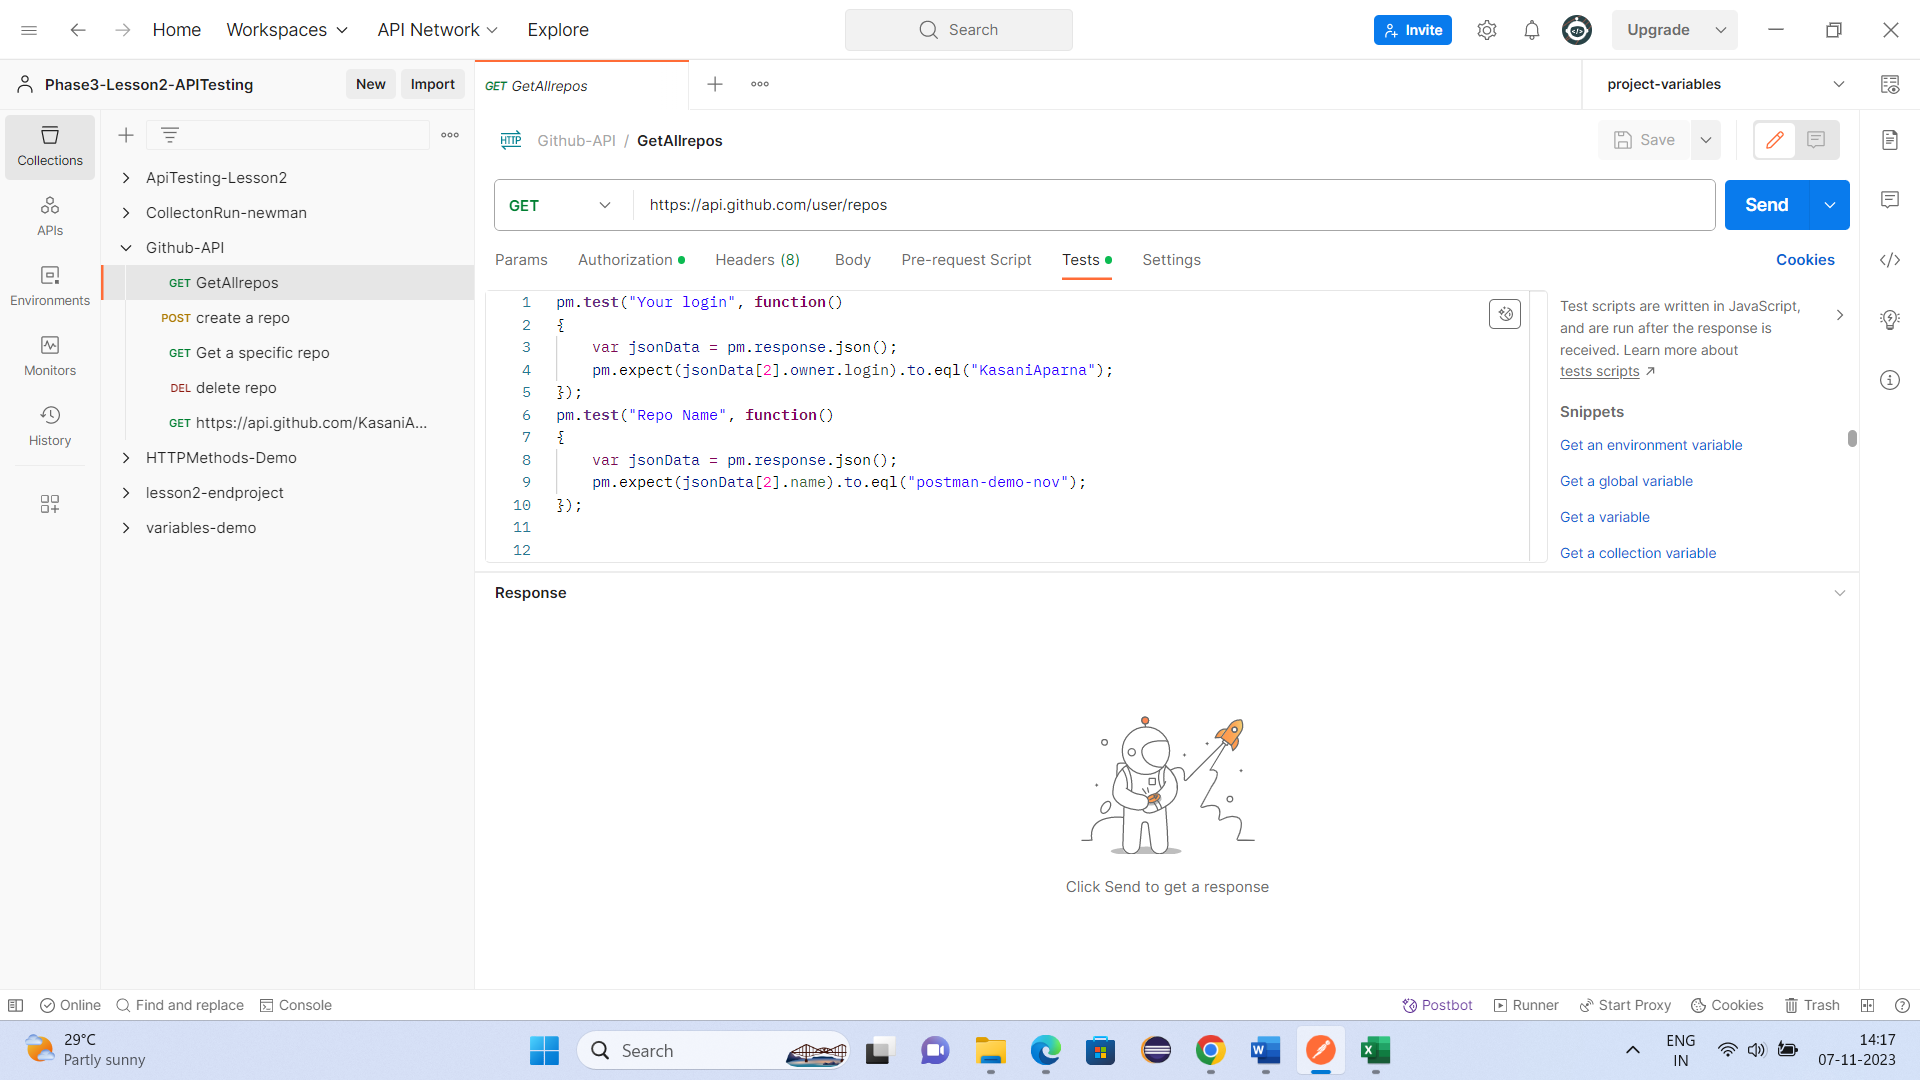 Home
Workspaces
API Network
Explore
Search
Invite
Upgrade
Phase3-Lesson2-APITesting
New
Import
GET GetAllrepos
project-variables
Collections
APIs
Environments
Monitors
History
ApiTesting-Lesson2
CollectonRun-newman
Github-API
GET GetAllrepos
POST create a repo
GET Get a specific repo
DEL delete repo
GET https://api.github.com/KasaniA...
HTTPMethods-Demo
lesson2-endproject
variables-demo
HTTP Github-API / GetAllrepos
Save
GET
https://api.github.com/user/repos
Send
Params
Authorization
Headers (8)
Body
Pre-request Script
Tests
Settings
Cookies
1 pm.test("Your login", function()
2 {
3 var jsonData = pm.response.json();
4 pm.expect(jsonData[2].owner.login).to.eql("KasaniAparna");
5 });
6 pm.test("Repo Name", function()
7 {
8 var jsonData = pm.response.json();
9 pm.expect(jsonData[2].name).to.eql("postman-demo-nov");
10 });
11
12
Test scripts are written in JavaScript,
and are run after the response is
received. Learn more about
tests scripts
Snippets
Get an environment variable
Get a global variable
Get a variable
Get a collection variable
Response
Click Send to get a response
Online
Find and replace
Console
Postbot
Runner
Start Proxy
Cookies
Trash
29°C
Partly sunny
Search
ENG
IN
14:17
07-11-2023